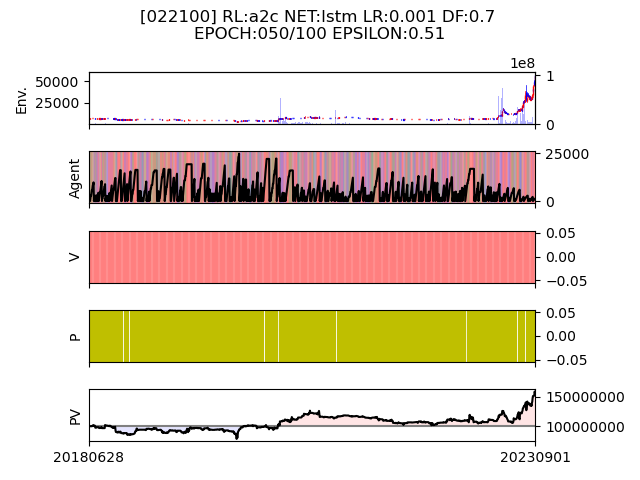 [022100] RL:a2c NET:lstm LR:0.001 DF:0.7
EPOCH:050/100 EPSILON:0.51
1e8
Env.
50000
25000
1
0
Agent
25000
0
V
0.05
0.00
−0.05
P
0.05
0.00
−0.05
PV
150000000
100000000
20180628
20230901